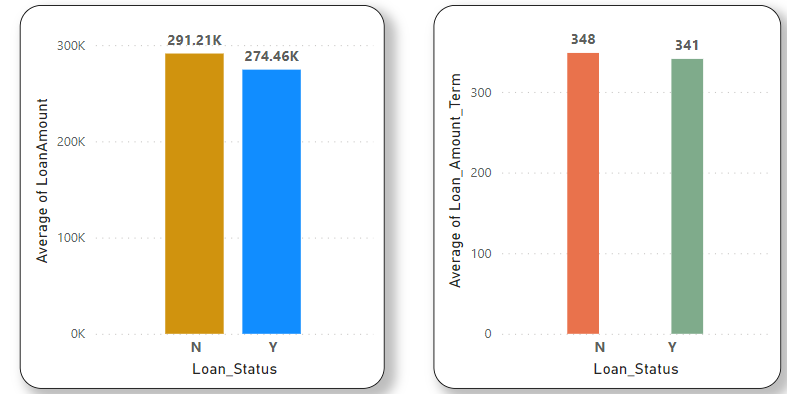 Average of LoanAmount
300K
200K
100K
0K
291.21K
274.46K
N
Y
Loan_Status
Average of Loan_Amount_Term
300
200
100
0
348
341
N
Y
Loan_Status